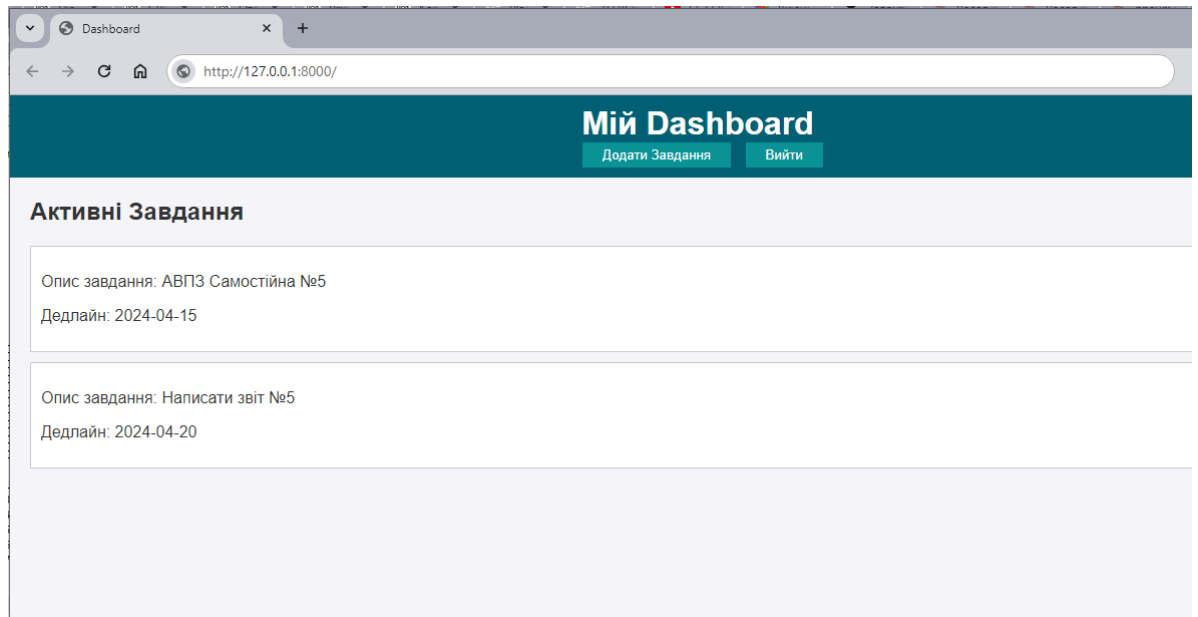 Dashboard
http://127.0.0.1:8000/
Мій Dashboard
Додати Завдання Вийти
Активні Завдання
Опис завдання: АВПЗ Самостійна №5
Дедлайн: 2024-04-15
Опис завдання: Написати звіт №5
Дедлайн: 2024-04-20